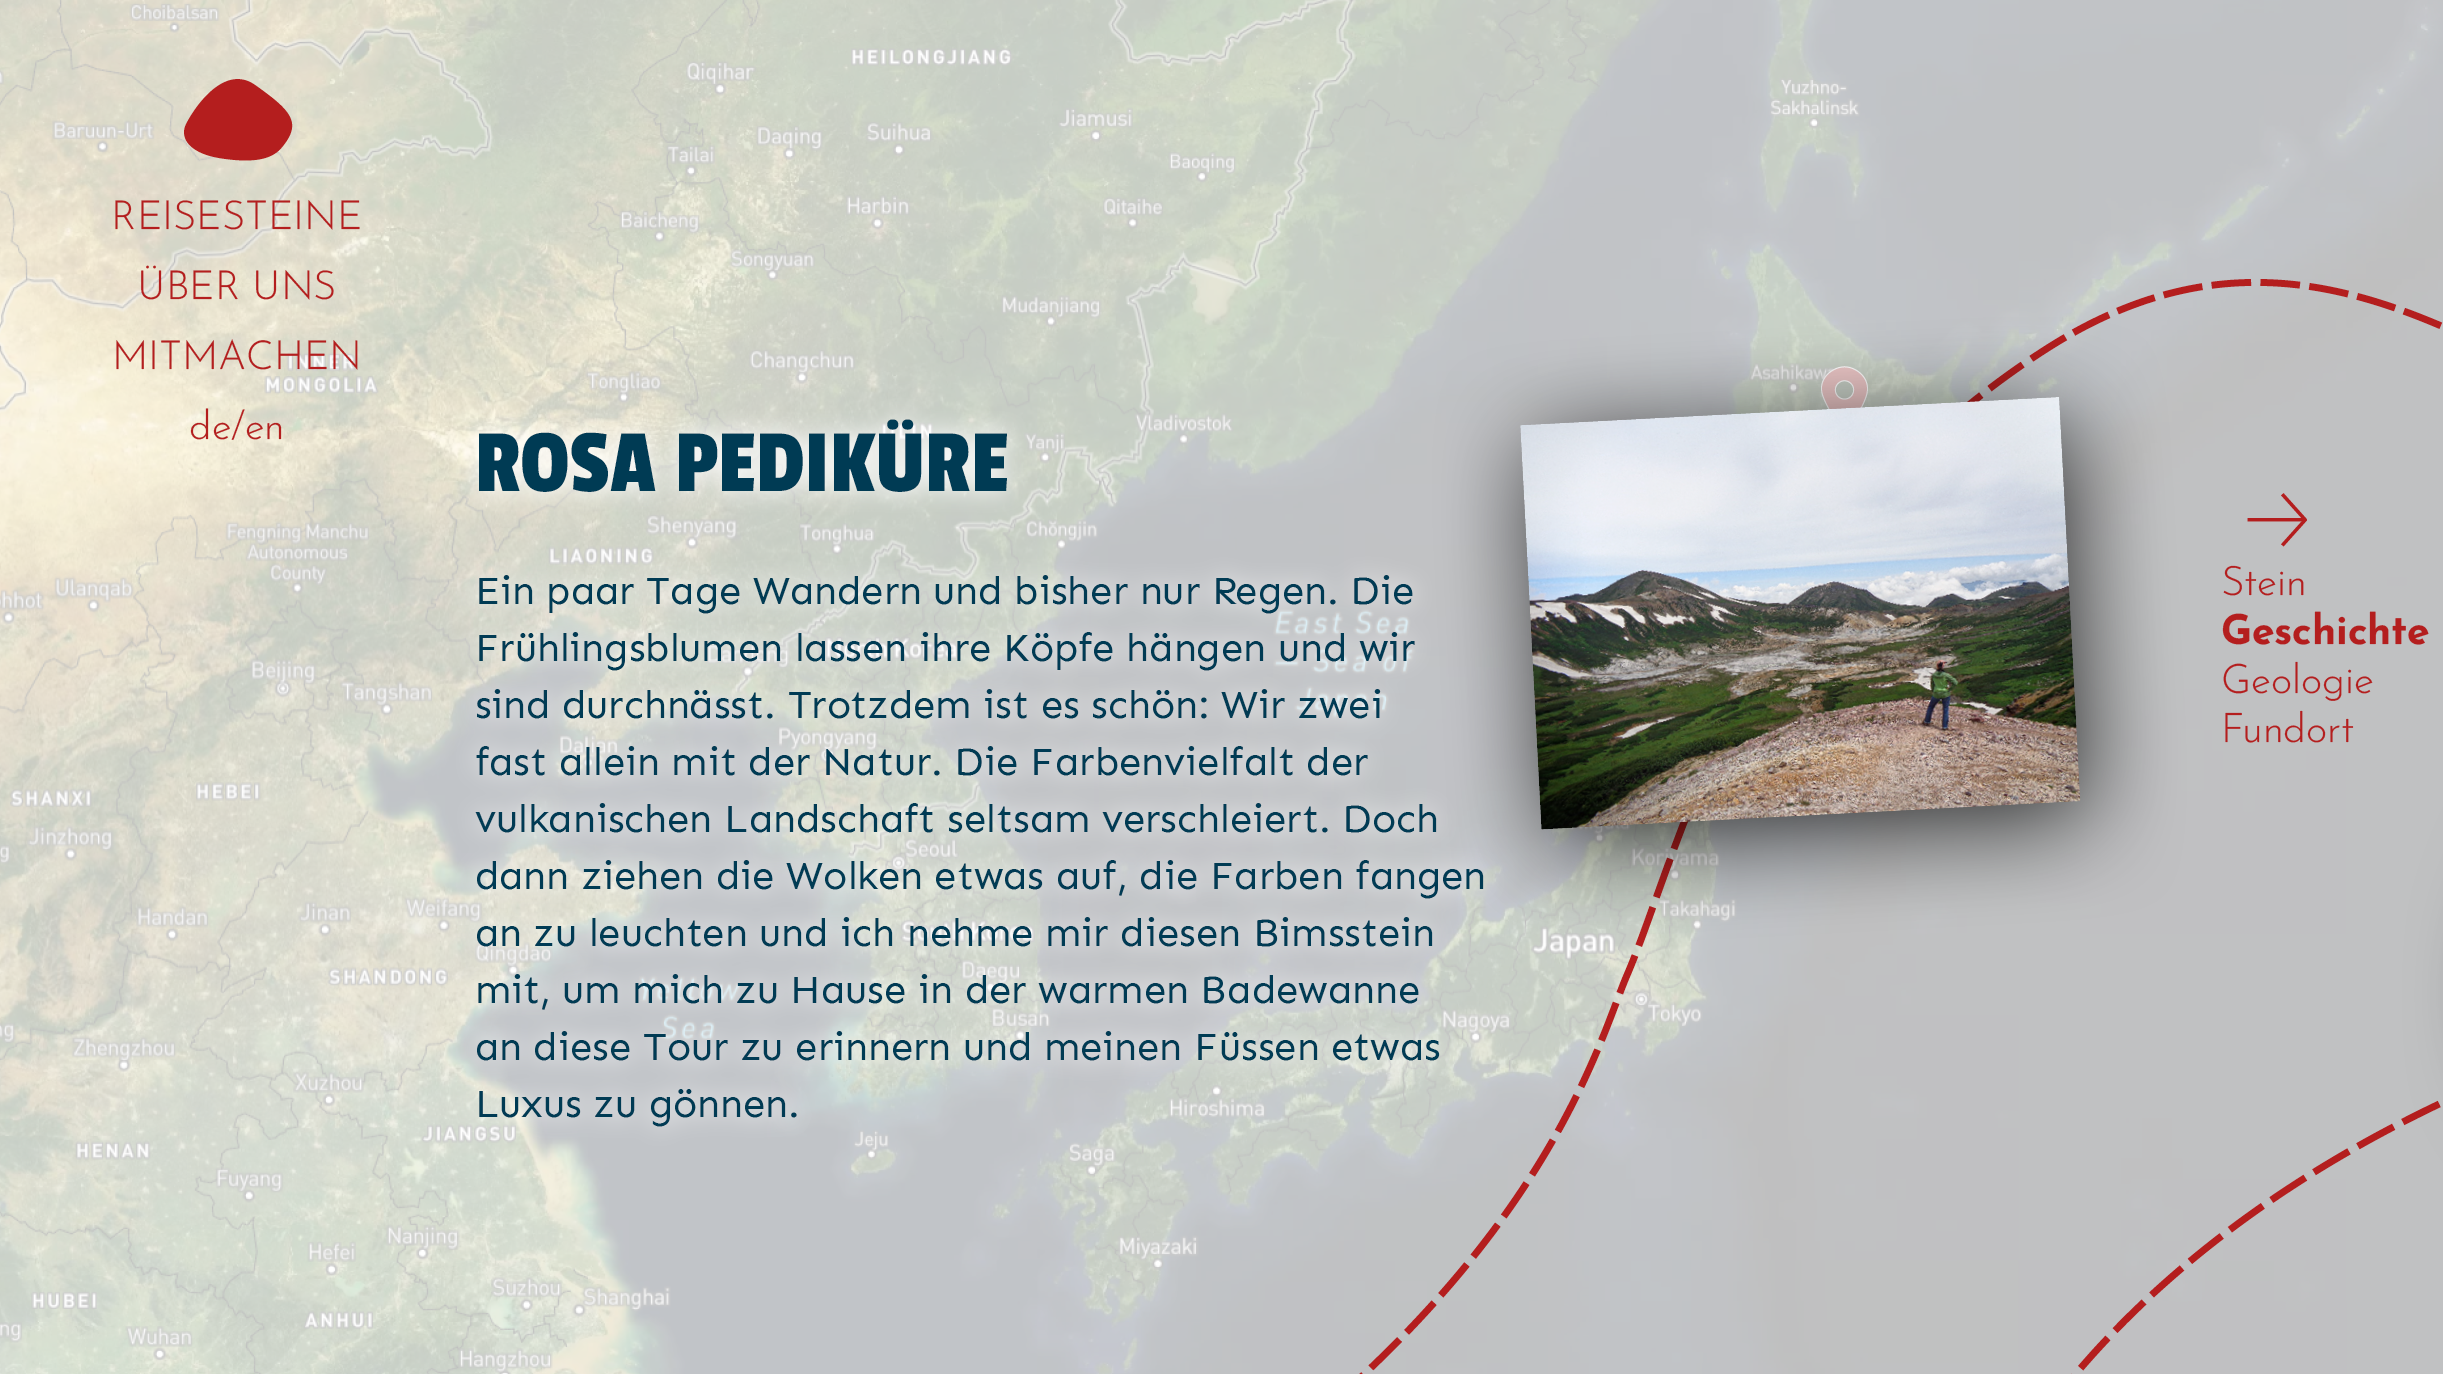 REISESTEINE
ÜBER UNS
MITMACHEN
de/en
ROSA PEDIKÜRE
Ein paar Tage Wandern und bisher nur Regen. Die
Frühlingsblumen lassen ihre Köpfe hängen und wir
sind durchnässt. Trotzdem ist es schön: Wir zwei
fast allein mit der Natur. Die Farbenvielfalt der
vulkanischen Landschaft seltsam verschleiert. Doch
dann ziehen die Wolken etwas auf, die Farben fangen
an zu leuchten und ich nehme mir diesen Bimsstein
mit, um mich zu Hause in der warmen Badewanne
an diese Tour zu erinnern und meinen Füssen etwas
Luxus zu gönnen.
Stein
Geschichte
Geologie
Fundort
Choibalsan
HEILONGJIANG
Qiqihar
Yuzhno-
Sakhalinsk
Baruun-Urt
Daqing
Suihua
Jiamusi
Tailai
Baoqing
Baicheng
Harbin
Qitaihe
Songyuan
Mudanjiang
INNER
MONGOLIA
Tongliao
Changchun
Vladivostok
Yanji
Fengning Manchu
Autonomous
County
Shenyang
Tonghua
Chŏngjin
LIAONING
Ulanqab
East Sea
Sea of
Japan
Beijing
Tangshan
Dalian
Pyongyang
SHANXI
HEBEI
Jinzhong
Seoul
Koriyama
Handan
Jinan
Weifang
Takahagi
Qingdao
Japan
SHANDONG
Daegu
Sea
Busan
Nagoya
Tokyo
Zhengzhou
Xuzhou
Hiroshima
JIANGSU
Jeju
HENAN
Saga
Fuyang
Nanjing
Hefei
Miyazaki
Suzhou
Shanghai
HUBEI
ANHUI
Wuhan
Hangzhou